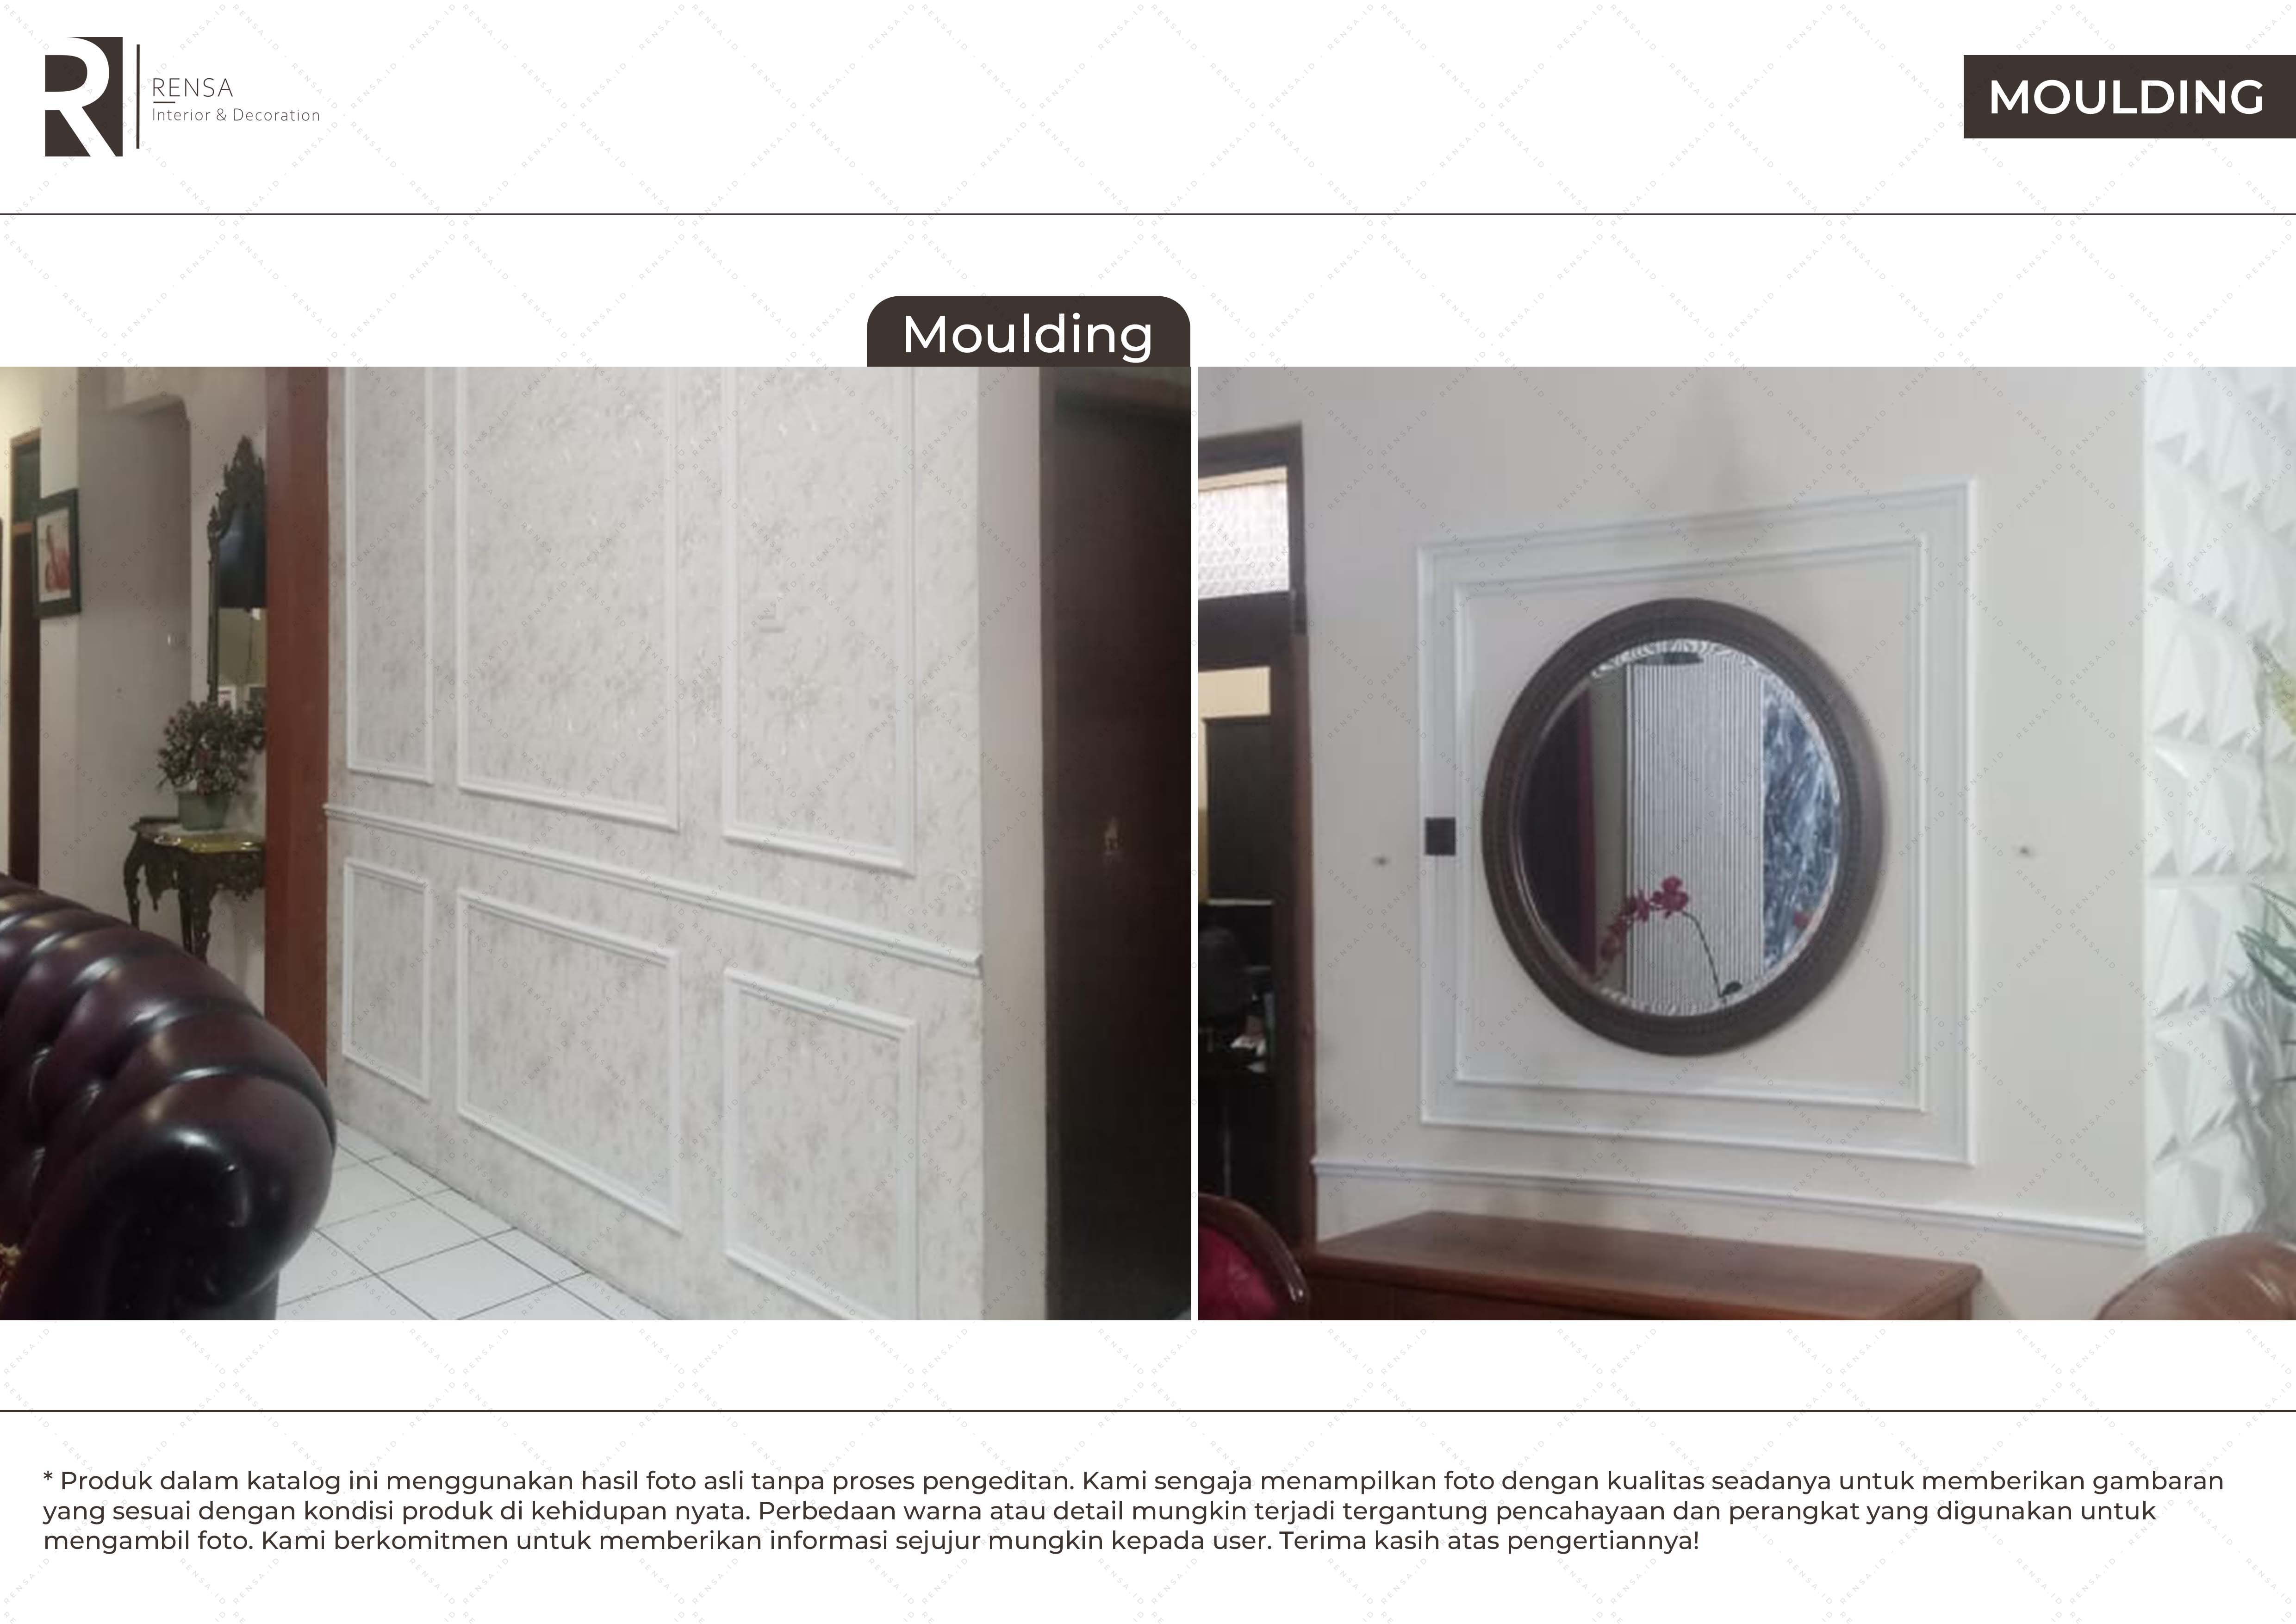 RENSA
Interior & Decoration
MOULDING
Moulding
* Produk dalam katalog ini menggunakan hasil foto asli tanpa proses pengeditan. Kami sengaja menampilkan foto dengan kualitas seadanya untuk memberikan gambaran
yang sesuai dengan kondisi produk di kehidupan nyata. Perbedaan warna atau detail mungkin terjadi tergantung pencahayaan dan perangkat yang digunakan untuk
mengambil foto. Kami berkomitmen untuk memberikan informasi sejujur mungkin kepada user. Terima kasih atas pengertiannya!
RENSA.ID